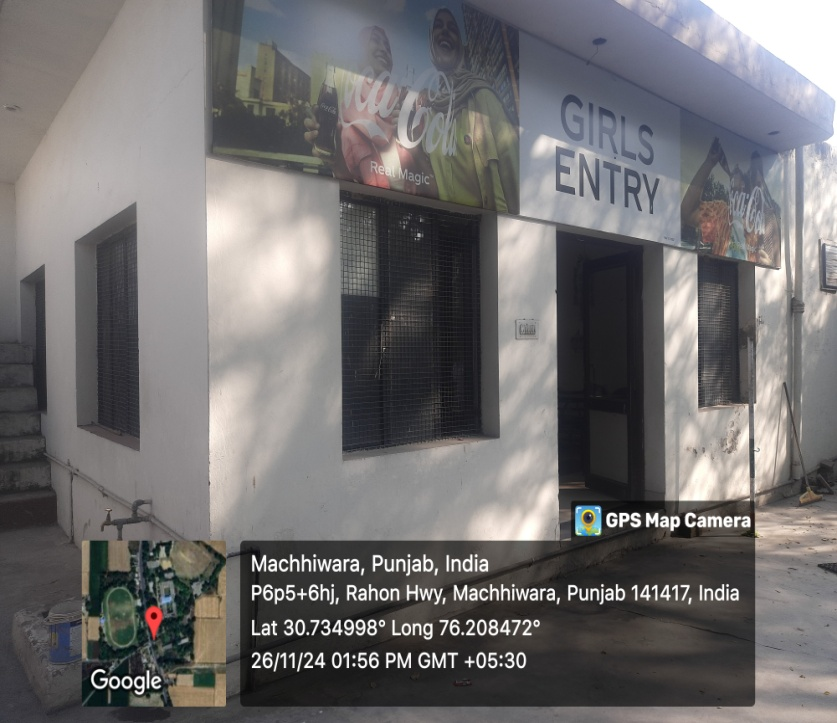 Coca-Cola
Real Magic
GIRLS
ENTRY
Coca-Cola
GPS Map Camera
Machhiwara, Punjab, India
P6p5+6hj, Rahon Hwy, Machhiwara, Punjab 141417, India
Lat 30.734998° Long 76.208472°
26/11/24 01:56 PM GMT +05:30
Google